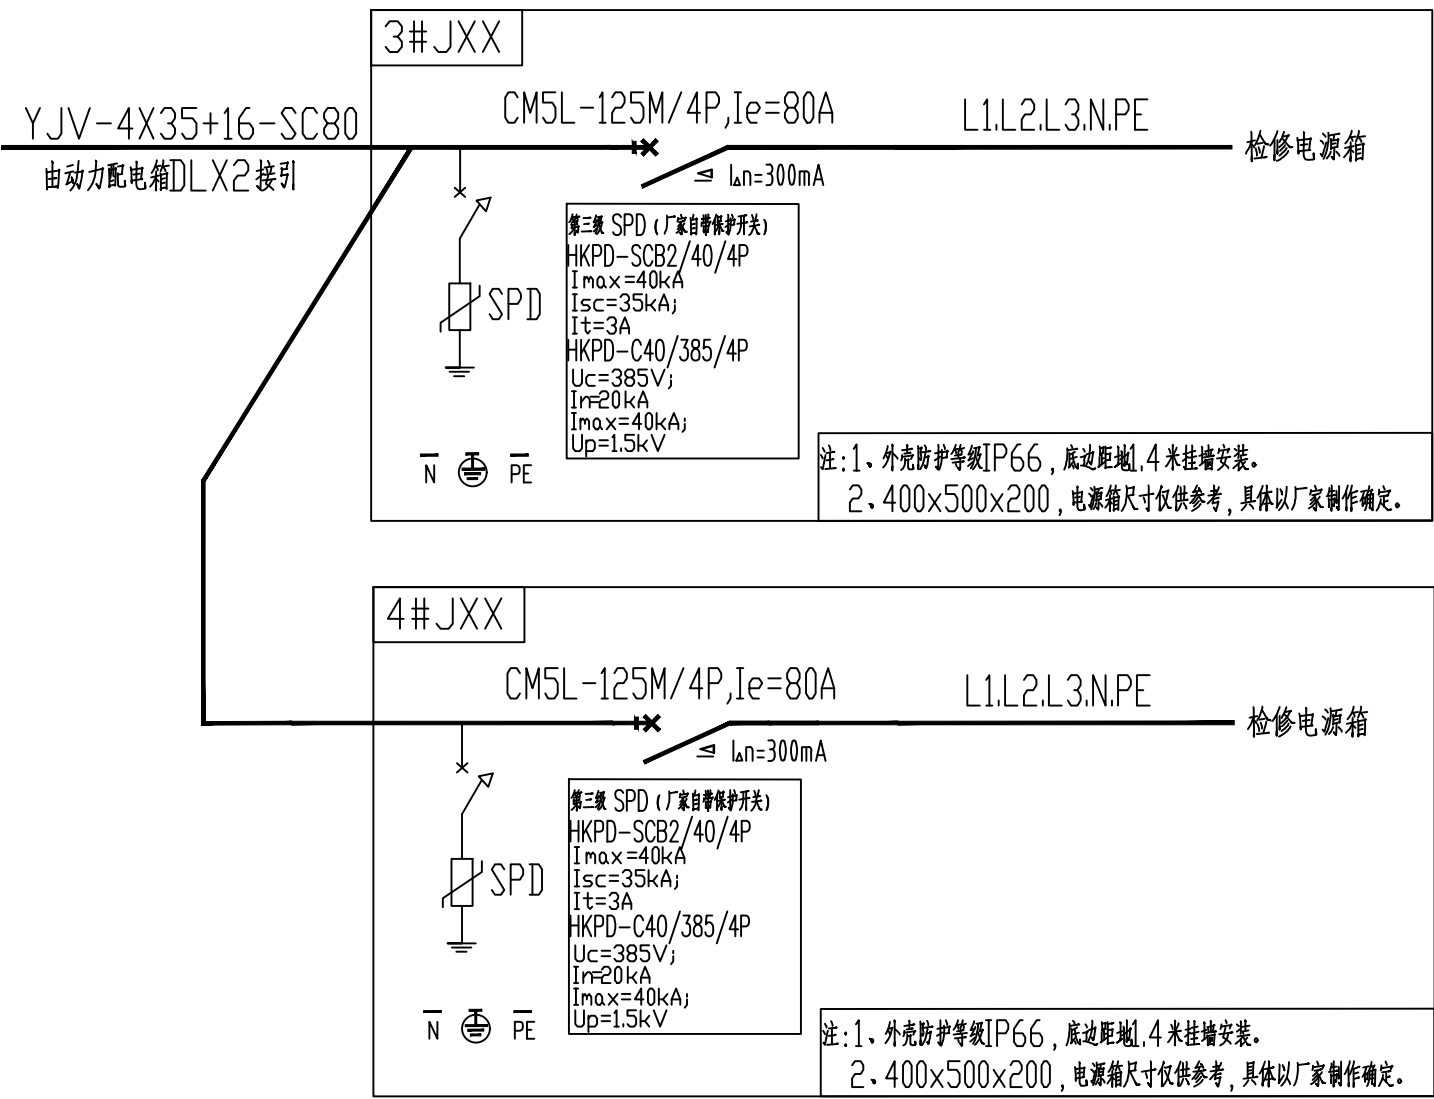 3#JXX
YJV-4X35+16-SC80
由动力配电箱DLX2接引
CM5L-125M/4P,Ie=80A
L1.L2.L3.N.PE
检修电源箱
I△n=300mA
第三级 SPD（厂家自带保护开关）
HKPD-SCB2/40/4P
Imax=40kA
Isc=35kA;
It=3A
HKPD-C40/385/4P
Uc=385V;
In=20kA
Imax=40kA;
Up=1.5kV
SPD
N PE
注:1、外壳防护等级IP66,底边距地1.4米挂墙安装。
2、400x500x200,电源箱尺寸仅供参考,具体以厂家制作确定。
4#JXX
CM5L-125M/4P,Ie=80A
L1.L2.L3.N.PE
检修电源箱
I△n=300mA
第三级 SPD（厂家自带保护开关）
HKPD-SCB2/40/4P
Imax=40kA
Isc=35kA;
It=3A
HKPD-C40/385/4P
Uc=385V;
In=20kA
Imax=40kA;
Up=1.5kV
SPD
N PE
注:1、外壳防护等级IP66,底边距地1.4米挂墙安装。
2、400x500x200,电源箱尺寸仅供参考,具体以厂家制作确定。